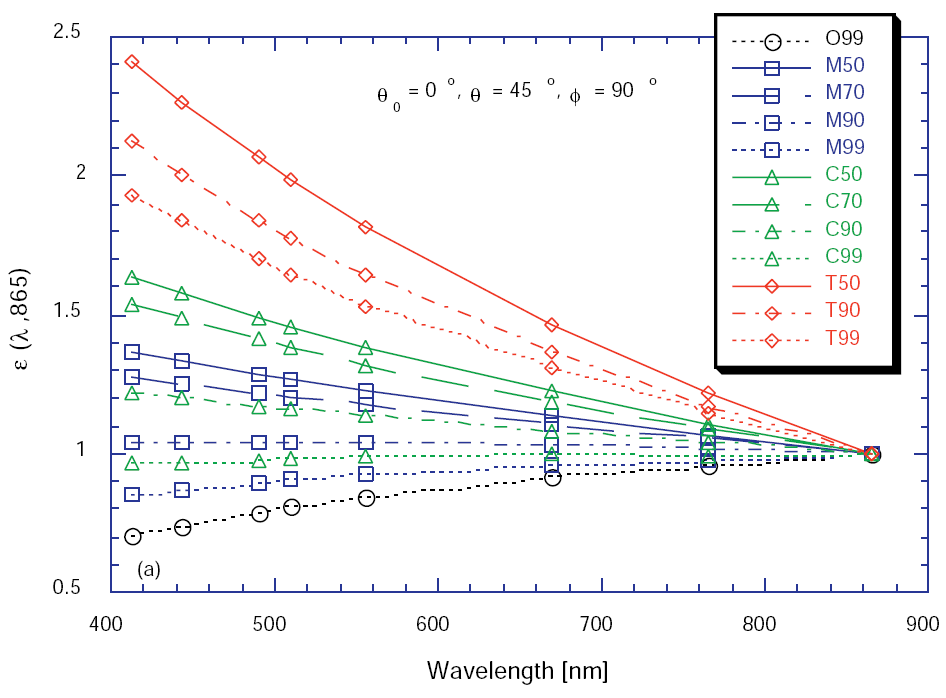 2.5
2
1.5
1
0.5
ε (λ ,865)
θ0 = 0 º, θ = 45 º, φ = 90 º
O99
M50
M70
M90
M99
C50
C70
C90
C99
T50
T90
T99
(a)
400 500 600 700 800 900
Wavelength [nm]